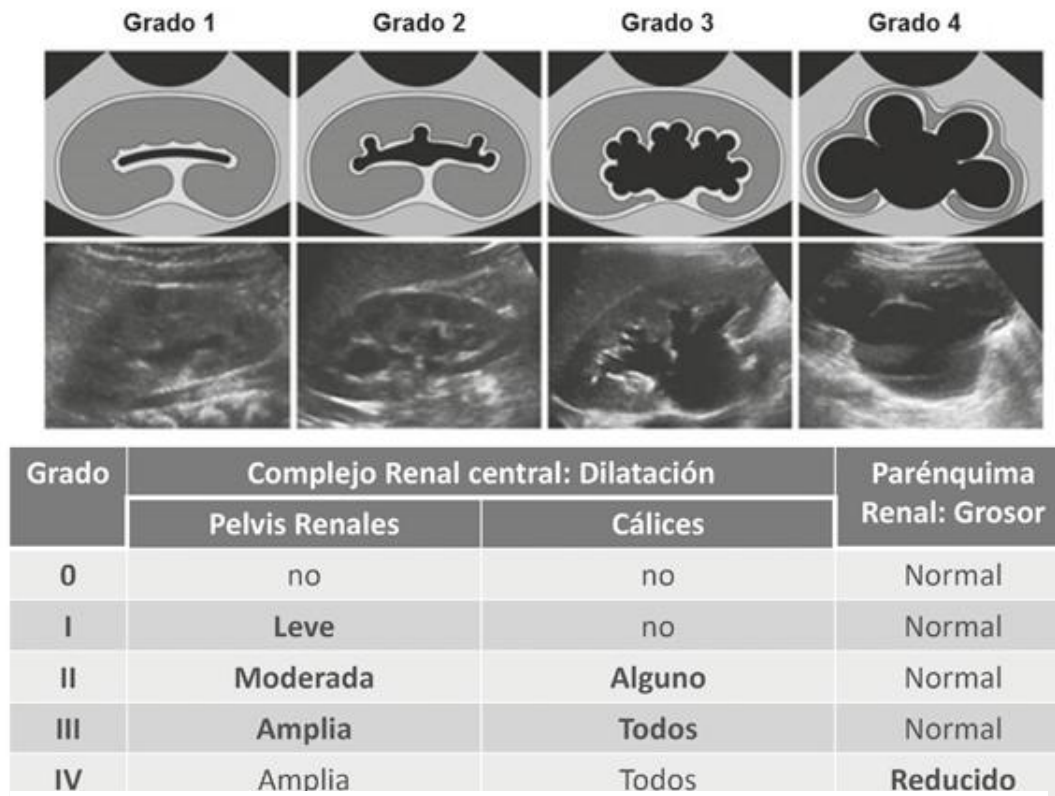 Grado 1 Grado 2 Grado 3 Grado 4
Grado Complejo Renal central: Dilatación Parénquima
Renal: Grosor
Pelvis Renales Cálices
0 no no Normal
I Leve no Normal
II Moderada Alguno Normal
III Amplia Todos Normal
IV Amplia Todos Reducido